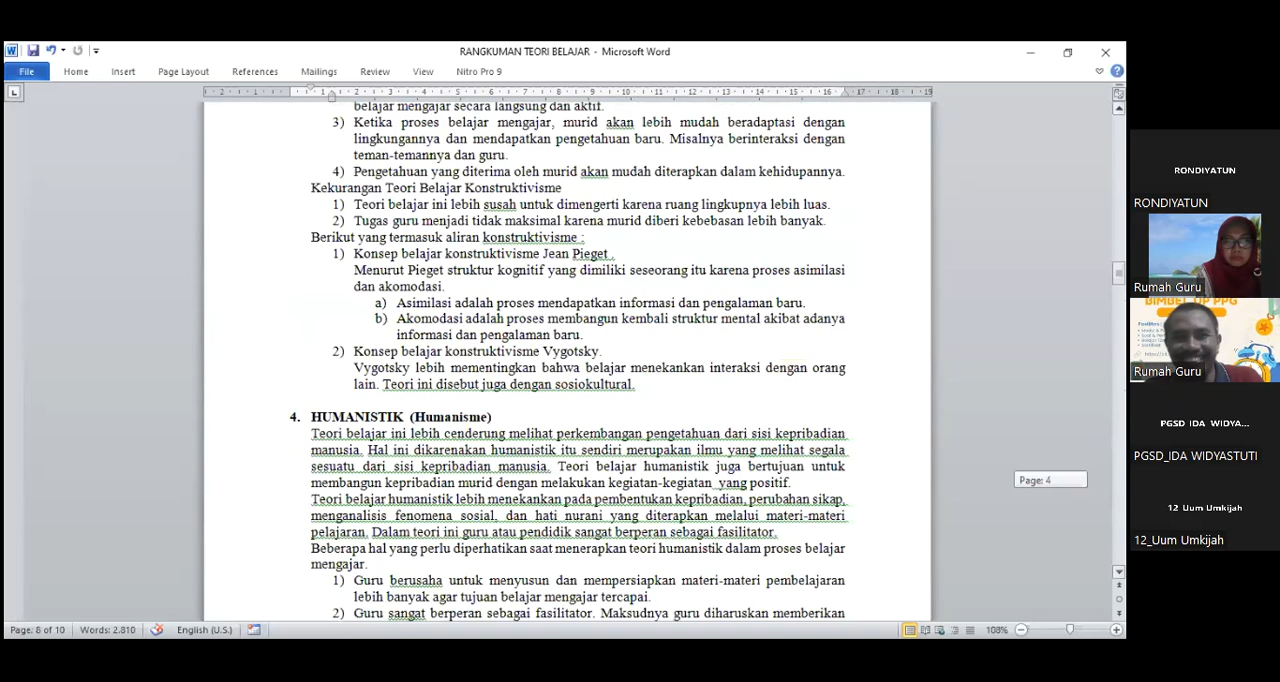 RANGKUMAN TEORI BELAJAR - Microsoft Word
File Home Insert Page Layout References Mailings Review View Nitro Pro 9
belajar mengajar secara langsung dan aktif.
3) Ketika proses belajar mengajar, murid akan lebih mudah beradaptasi dengan
lingkungannya dan mendapatkan pengetahuan baru. Misalnya berinteraksi dengan
teman-temannya dan guru.
4) Pengetahuan yang diterima oleh murid akan mudah diterapkan dalam kehidupannya.
Kekurangan Teori Belajar Konstruktivisme
1) Teori belajar ini lebih susah untuk dimengerti karena ruang lingkupnya lebih luas.
2) Tugas guru menjadi tidak maksimal karena murid diberi kebebasan lebih banyak.
Berikut yang termasuk aliran konstruktivisme :
1) Konsep belajar konstruktivisme Jean Pieget .
Menurut Pieget struktur kognitif yang dimiliki seseorang itu karena proses asimilasi
dan akomodasi.
a) Asimilasi adalah proses mendapatkan informasi dan pengalaman baru.
b) Akomodasi adalah proses membangun kembali struktur mental akibat adanya
informasi dan pengalaman baru.
2) Konsep belajar konstruktivisme Vygotsky.
Vygotsky lebih mementingkan bahwa belajar menekankan interaksi dengan orang
lain. Teori ini disebut juga dengan sosiokultural.
4. HUMANISTIK (Humanisme)
Teori belajar ini lebih cenderung melihat perkembangan pengetahuan dari sisi kepribadian
manusia. Hal ini dikarenakan humanistik itu sendiri merupakan ilmu yang melihat segala
sesuatu dari sisi kepribadian manusia. Teori belajar humanistik juga bertujuan untuk
membangun kepribadian murid dengan melakukan kegiatan-kegiatan yang positif.
Teori belajar humanistik lebih menekankan pada pembentukan kepribadian, perubahan sikap,
menganalisis fenomena sosial, dan hati nurani yang diterapkan melalui materi-materi
pelajaran. Dalam teori ini guru atau pendidik sangat berperan sebagai fasilitator.
Beberapa hal yang perlu diperhatikan saat menerapkan teori humanistik dalam proses belajar
mengajar.
1) Guru berusaha untuk menyusun dan mempersiapkan materi-materi pembelajaran
lebih banyak agar tujuan belajar mengajar tercapai.
2) Guru sangat berperan sebagai fasilitator. Maksudnya guru diharuskan memberikan
Page: 4
Page: 8 of 10 Words: 2.810 English (U.S.) 108%
RONDIYATUN
RONDIYATUN
Rumah Guru
BIMBEL UP PPG
Rumah Guru
PGSD IDA WIDYA...
PGSD_IDA WIDYASTUTI
12 Uum Umkijah
12_Uum Umkijah